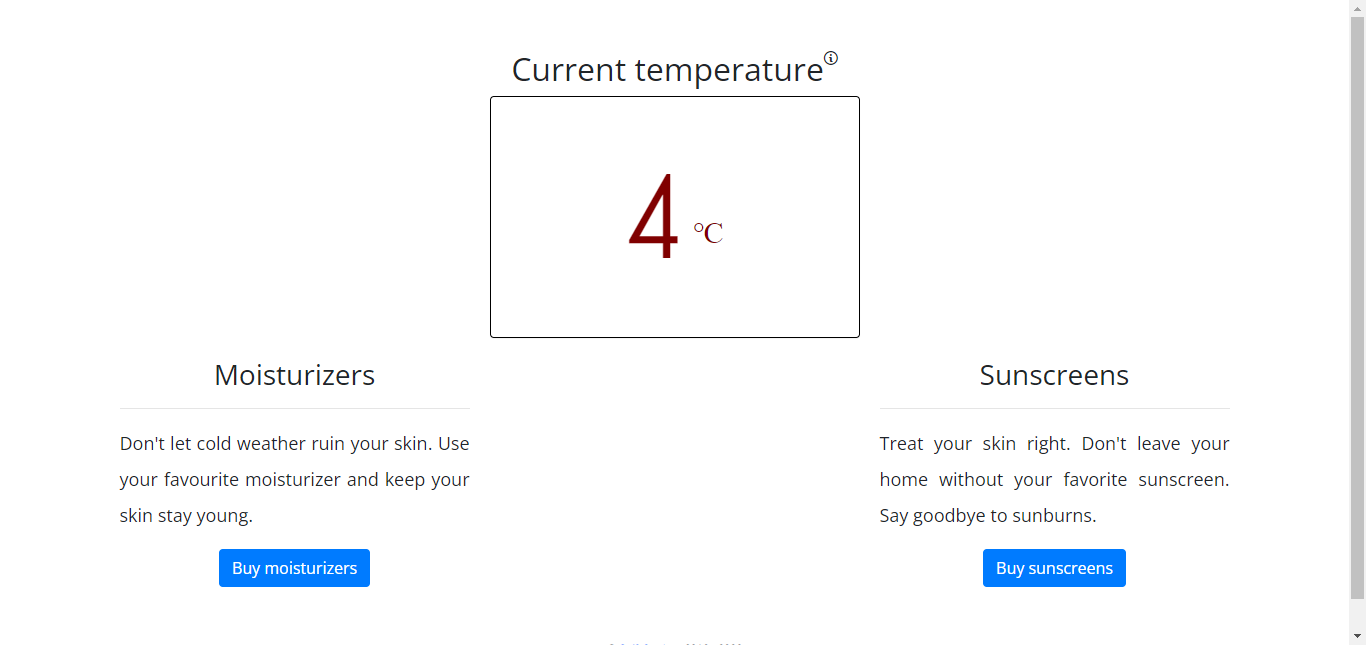 Current temperature
4 °C
Moisturizers
Don't let cold weather ruin your skin. Use
your favourite moisturizer and keep your
skin stay young.
Buy moisturizers
Sunscreens
Treat your skin right. Don't leave your
home without your favorite sunscreen.
Say goodbye to sunburns.
Buy sunscreens